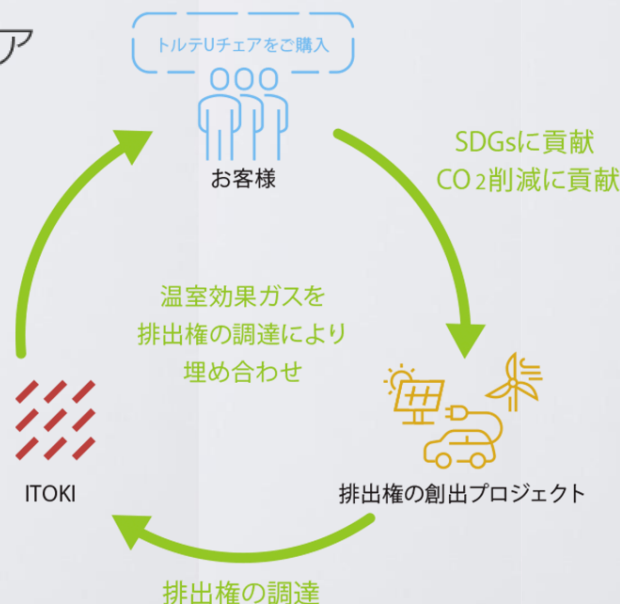 ア
トルテUチェアをご購入
お客様
SDGsに貢献
CO2削減に貢献
温室効果ガスを
排出権の調達により
埋め合わせ
ITOKI
排出権の創出プロジェクト
排出権の調達